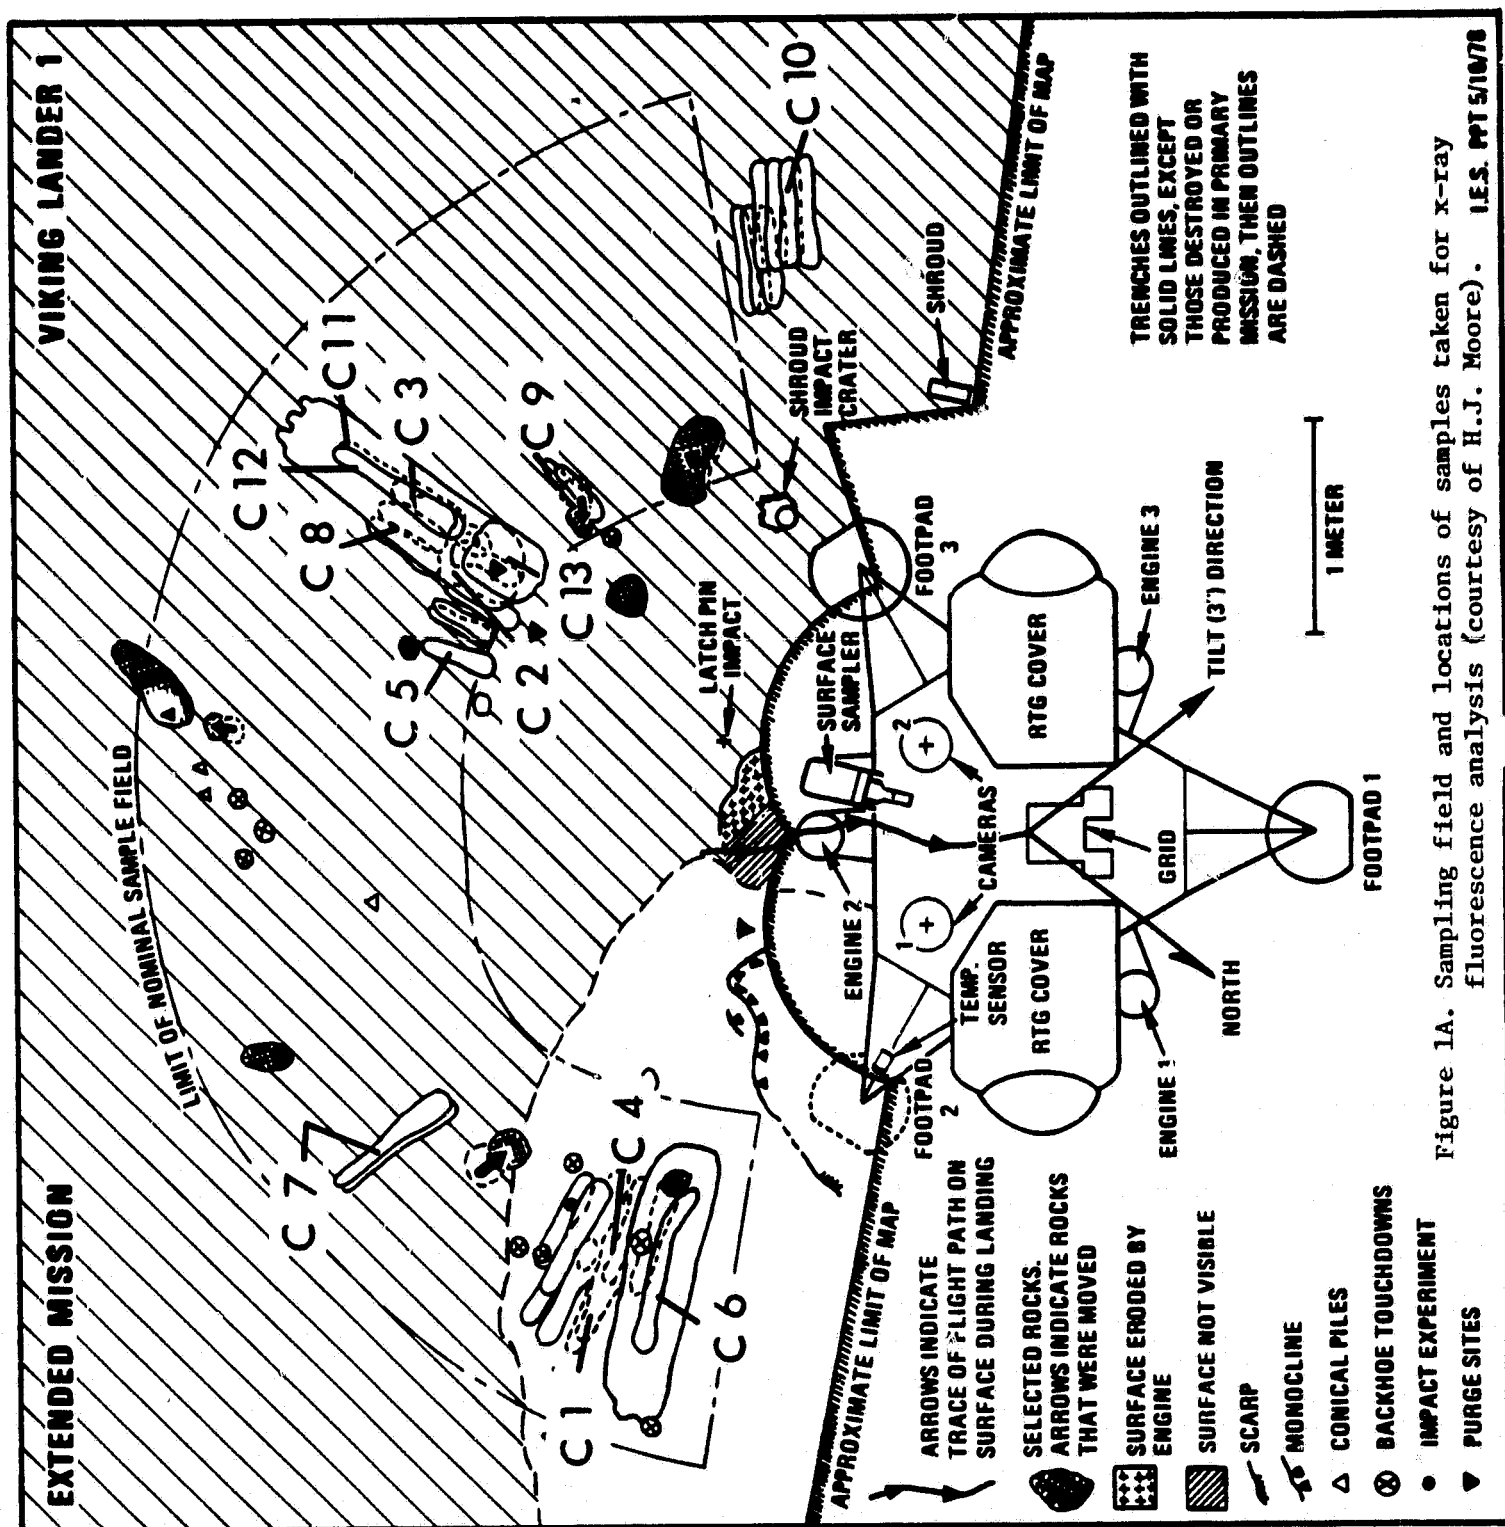 EXTENDED MISSION
VIKING LANDER 1
LIMIT OF NOMINAL SAMPLE FIELD
C 7
C 1
C 4
C 6
C 5
C 2
C 8
C 12
C 11
C 3
C 9
C 13
C 10
LATCH PIN
IMPACT
SHROUD
IMPACT
CRATER
SHROUD
SURFACE
SAMPLER
APPROXIMATE LIMIT OF MAP
APPROXIMATE LIMIT OF MAP
FOOTPAD
2
TEMP.
SENSOR
ENGINE 2
1
2
CAMERAS
FOOTPAD
3
RTG COVER
RTG COVER
ENGINE 1
ENGINE 3
GRID
NORTH
TILT (3°) DIRECTION
FOOTPAD 1
1 METER
TRENCHES OUTLINED WITH
SOLID LINES, EXCEPT
THOSE DESTROYED OR
PRODUCED IN PRIMARY
MISSION, THEN OUTLINES
ARE DASHED
ARROWS INDICATE
TRACE OF FLIGHT PATH ON
SURFACE DURING LANDING
SELECTED ROCKS.
ARROWS INDICATE ROCKS
THAT WERE MOVED
SURFACE ERODED BY
ENGINE
SURFACE NOT VISIBLE
SCARP
MONOCLINE
CONICAL PILES
BACKHOE TOUCHDOWNS
IMPACT EXPERIMENT
PURGE SITES
Figure 1A. Sampling field and locations of samples taken for x-ray
fluorescence analysis (courtesy of H.J. Moore).
I.E.S. PPT 5/10/78